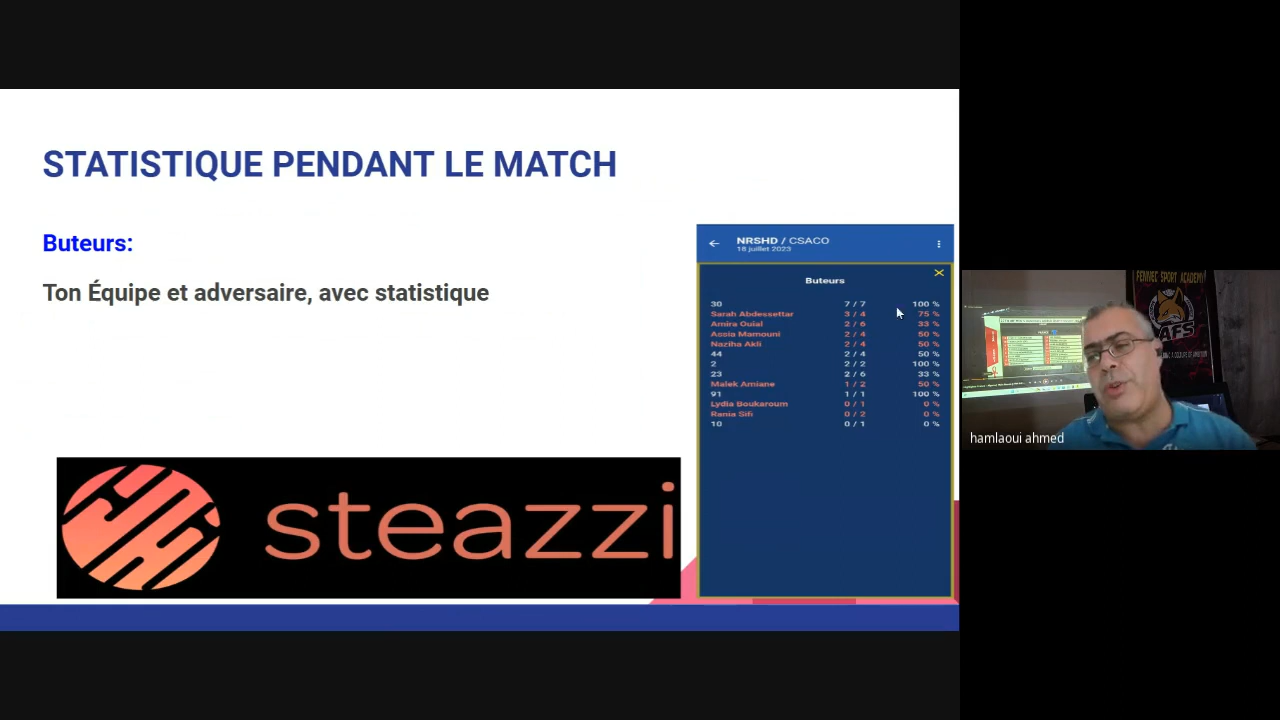 STATISTIQUE PENDANT LE MATCH
Buteurs:
Ton Équipe et adversaire, avec statistique
steazzi
NRSHD / CSACO
18 juillet 2023
Buteurs
30 7 / 7 100 %
Sarah Abdessettar 3 / 4 75 %
Amira Ouial 2 / 6 33 %
Assia Mamouni 2 / 4 50 %
Naziha Akli 2 / 4 50 %
44 2 / 4 50 %
2 2 / 2 100 %
23 2 / 6 33 %
Malek Amiane 1 / 2 50 %
91 1 / 1 100 %
Lydia Boukaroum 0 / 1 0 %
Rania Sifi 0 / 2 0 %
10 0 / 1 0 %
FENNEC SPORT ACADEMY
AFS
hamlaoui ahmed